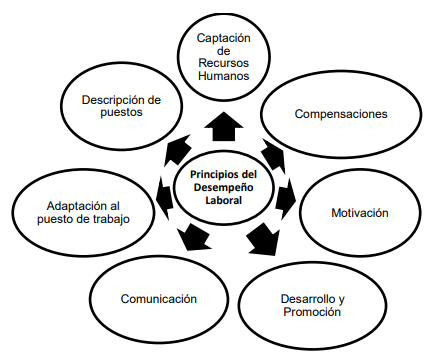 Captación
de
Recursos
Humanos
Descripción de
puestos
Compensaciones
Principios del
Desempeño
Laboral
Adaptación al
puesto de trabajo
Motivación
Comunicación
Desarrollo y
Promoción